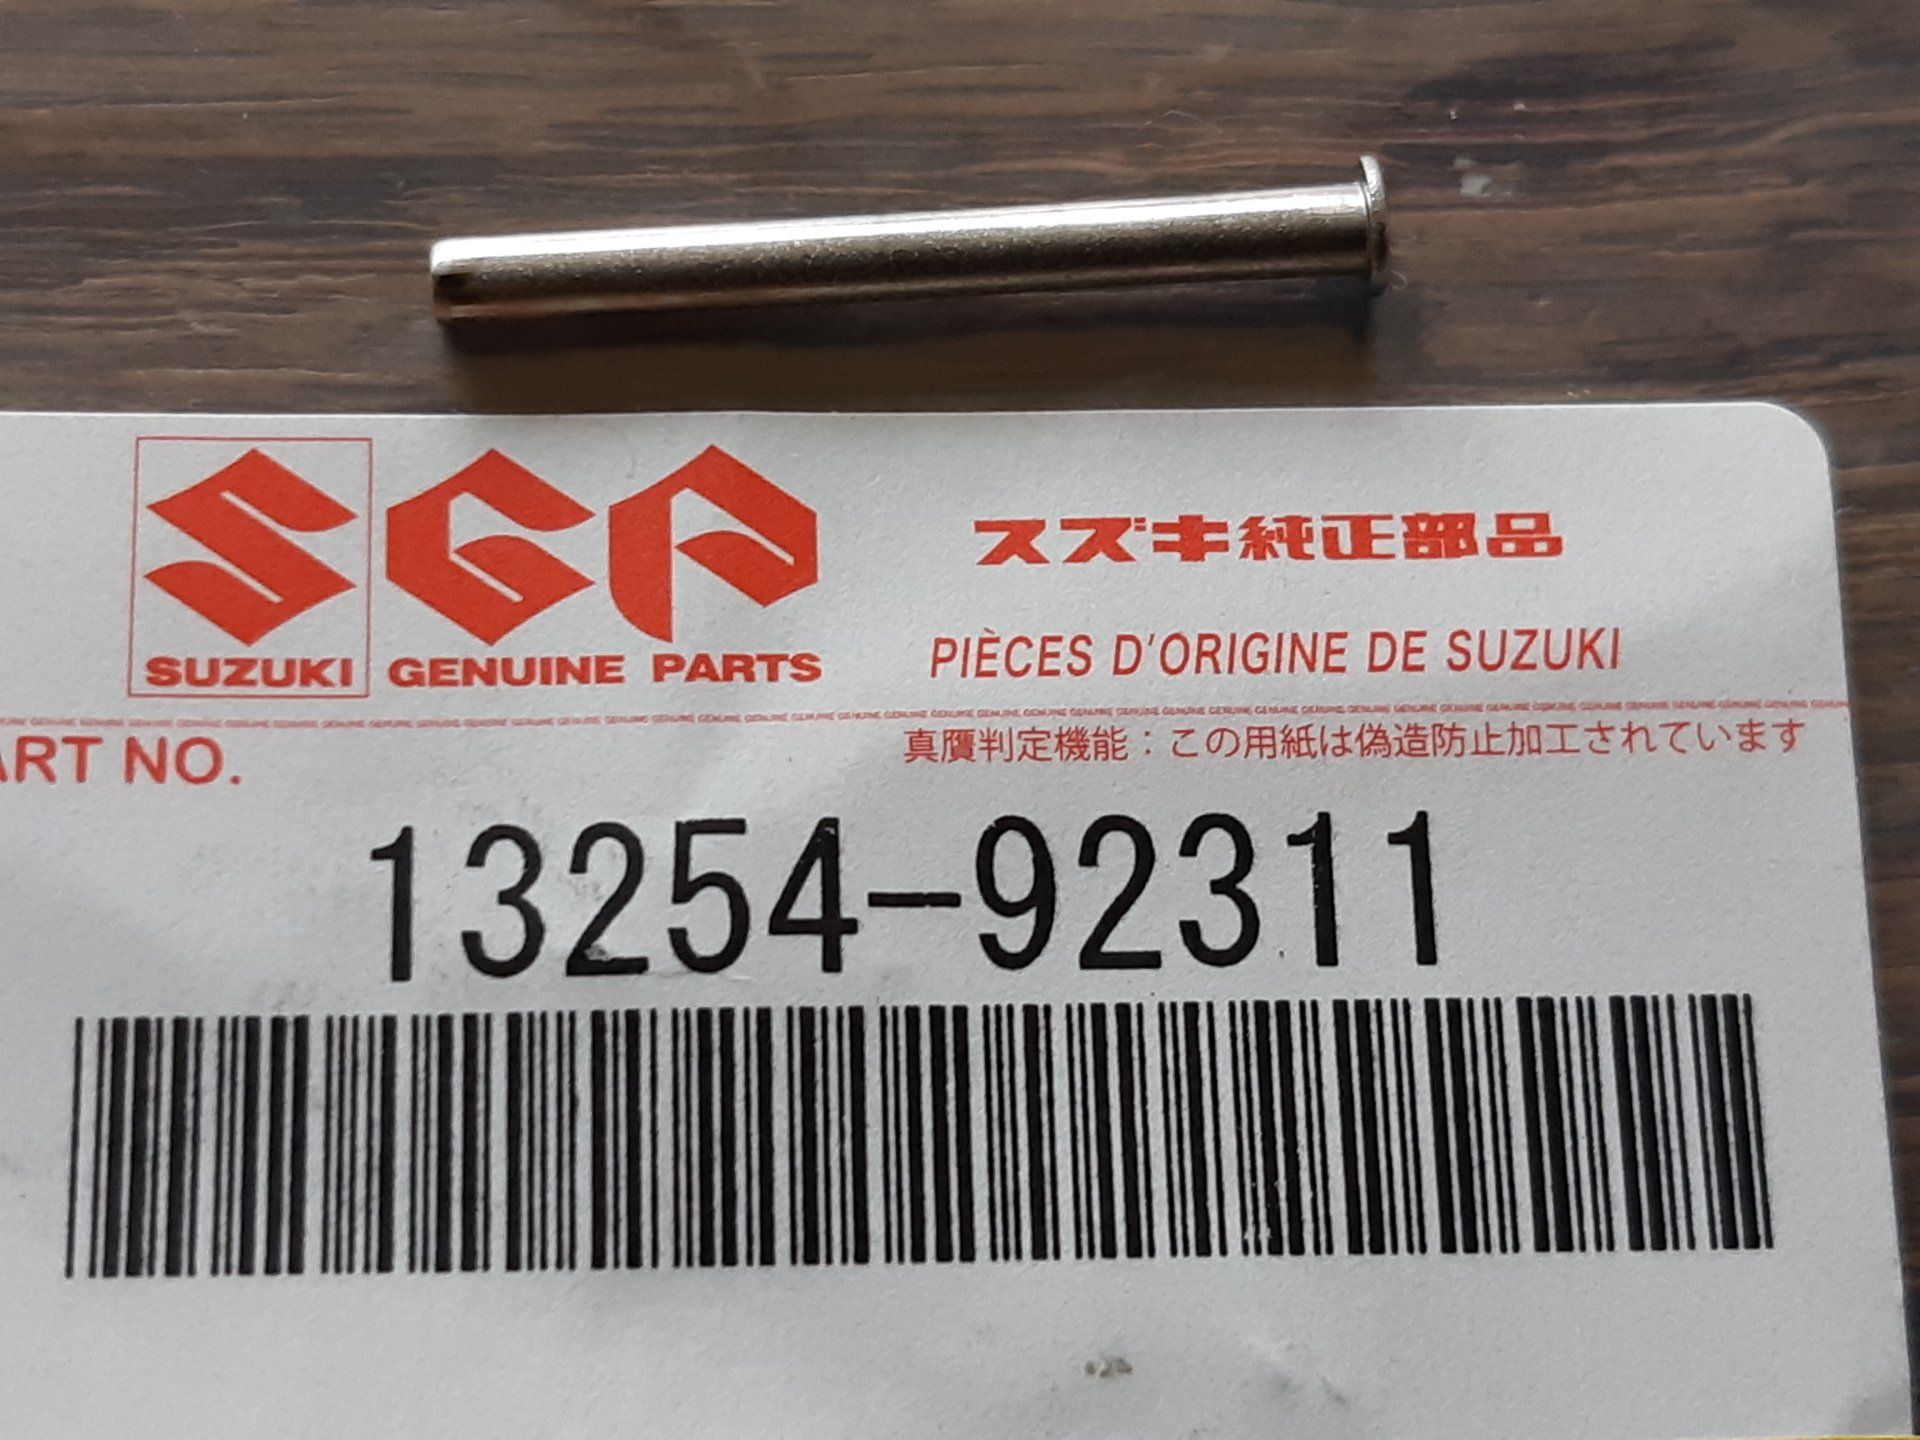 SGP
SUZUKI GENUINE PARTS
スズキ純正部品
PIÈCES D'ORIGINE DE SUZUKI
ART NO.
真贋判定機能:この用紙は偽造防止加工されています
13254-92311